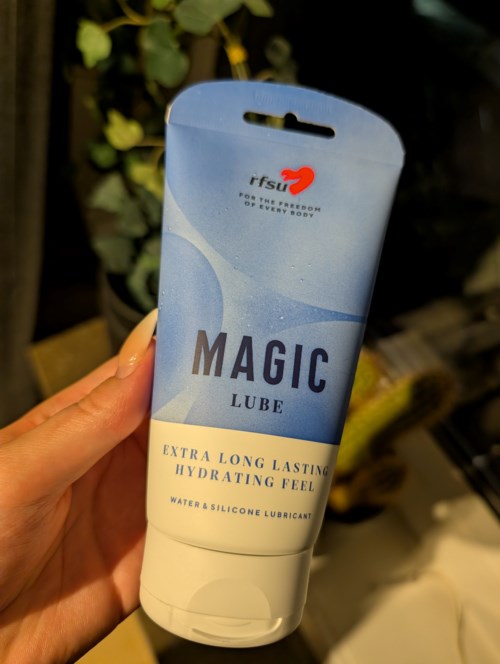 rfsu
FOR THE FREEDOM
OF EVERY BODY
MAGIC
LUBE
EXTRA LONG LASTING
HYDRATING FEEL
WATER & SILICONE LUBRICANT